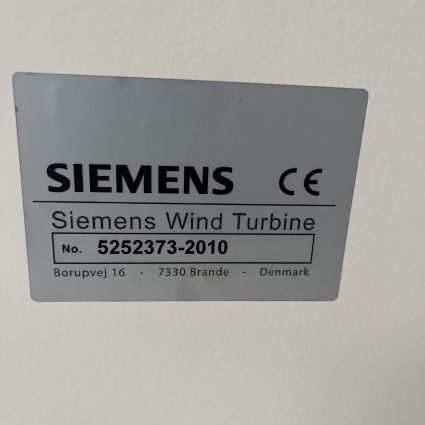 SIEMENS CE
Siemens Wind Turbine
No. 5252373-2010
Borupvej 16 - 7330 Brande - Denmark